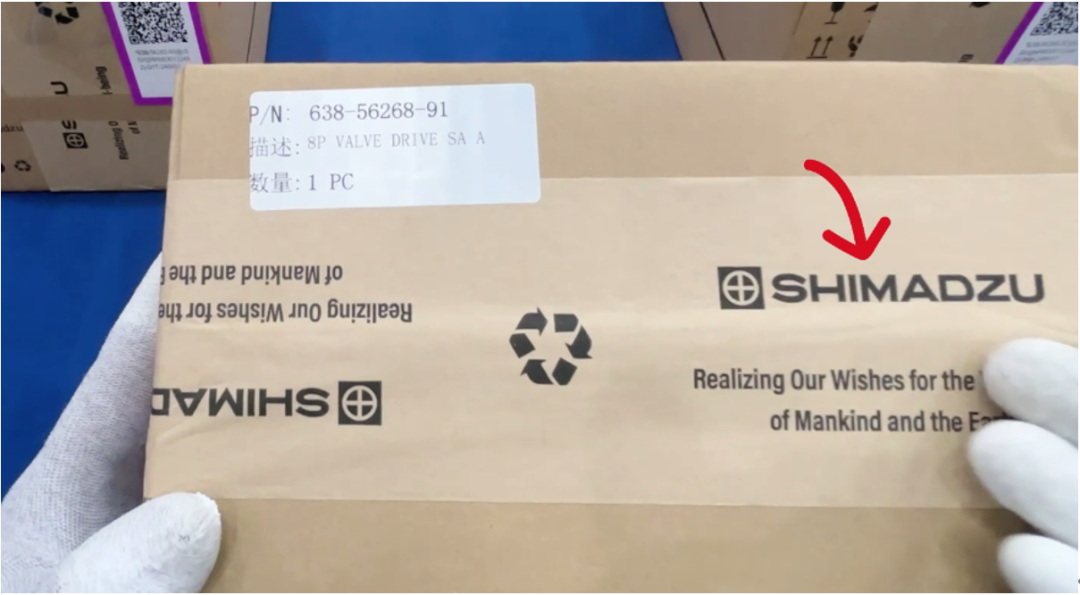 P/N: 638-56268-91
描述: 8P VALVE DRIVE SA A
数量: 1 PC
SHIMADZU
Realizing Our Wishes for the
of Mankind and the
of Mankind and the
Realizing Our Wishes for the
SHIMAD